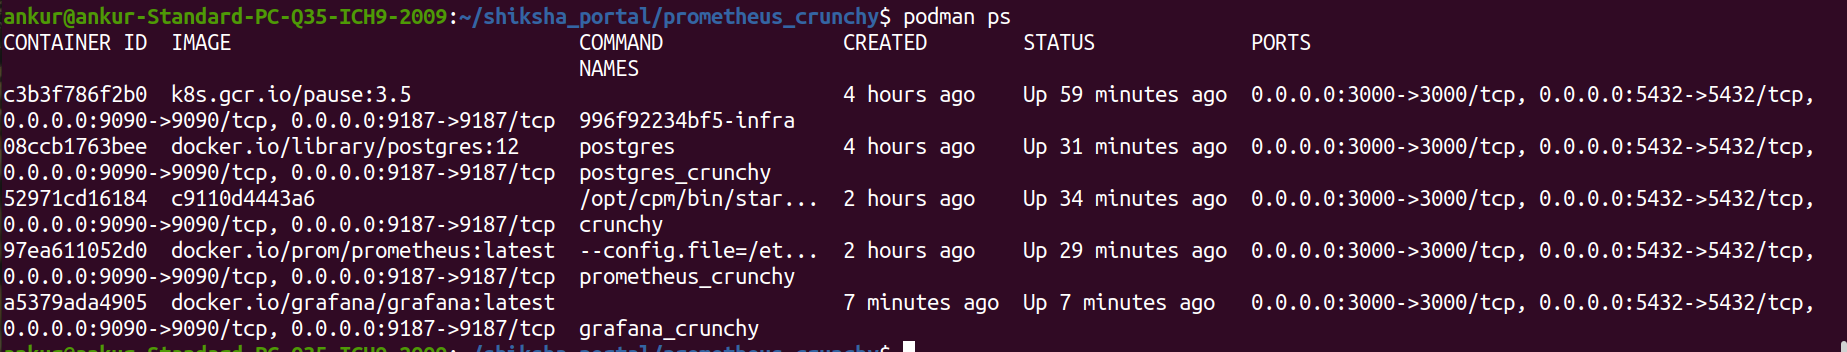 ankur@ankur-Standard-PC-Q35-ICH9-2009:~/shiksha_portal/prometheus_crunchy$ podman ps
CONTAINER ID  IMAGE                             COMMAND               CREATED        STATUS             PORTS
                                                NAMES
c3b3f786f2b0  k8s.gcr.io/pause:3.5                                    4 hours ago    Up 59 minutes ago  0.0.0.0:3000->3000/tcp, 0.0.0.0:5432->5432/tcp,
0.0.0.0:9090->9090/tcp, 0.0.0.0:9187->9187/tcp  996f92234bf5-infra
08ccb1763bee  docker.io/library/postgres:12     postgres              4 hours ago    Up 31 minutes ago  0.0.0.0:3000->3000/tcp, 0.0.0.0:5432->5432/tcp,
0.0.0.0:9090->9090/tcp, 0.0.0.0:9187->9187/tcp  postgres_crunchy
52971cd16184  c9110d4443a6                      /opt/cpm/bin/star...  2 hours ago    Up 34 minutes ago  0.0.0.0:3000->3000/tcp, 0.0.0.0:5432->5432/tcp,
0.0.0.0:9090->9090/tcp, 0.0.0.0:9187->9187/tcp  crunchy
97ea611052d0  docker.io/prom/prometheus:latest  --config.file=/et...  2 hours ago    Up 29 minutes ago  0.0.0.0:3000->3000/tcp, 0.0.0.0:5432->5432/tcp,
0.0.0.0:9090->9090/tcp, 0.0.0.0:9187->9187/tcp  prometheus_crunchy
a5379ada4905  docker.io/grafana/grafana:latest                        7 minutes ago  Up 7 minutes ago   0.0.0.0:3000->3000/tcp, 0.0.0.0:5432->5432/tcp,
0.0.0.0:9090->9090/tcp, 0.0.0.0:9187->9187/tcp  grafana_crunchy
ankur@ankur-Standard-PC-Q35-ICH9-2009:~/shiksha_portal/prometheus_crunchy$